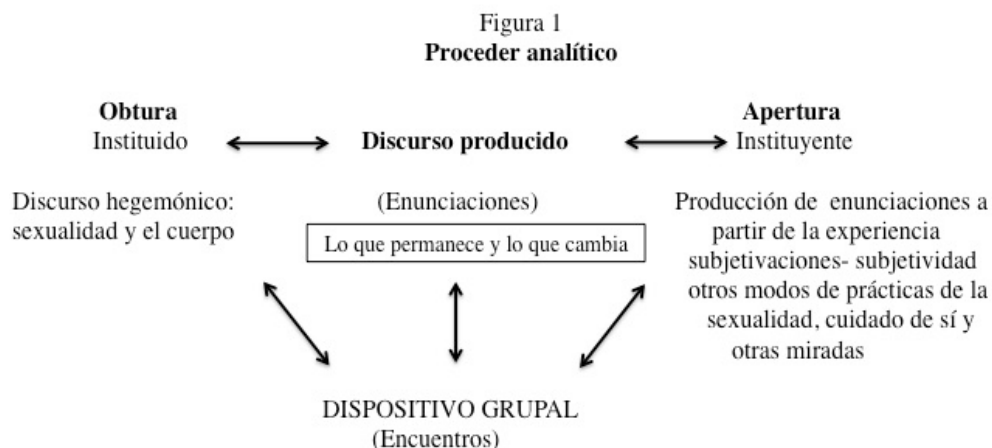 Figura 1
Proceder analítico
Obtura
Instituido
Discurso producido
Apertura
Instituyente
Discurso hegemónico:
sexualidad y el cuerpo
(Enunciaciones)
Lo que permanece y lo que cambia
Producción de enunciaciones a
partir de la experiencia
subjetivaciones- subjetividad
otros modos de prácticas de la
sexualidad, cuidado de sí y
otras miradas
DISPOSITIVO GRUPAL
(Encuentros)